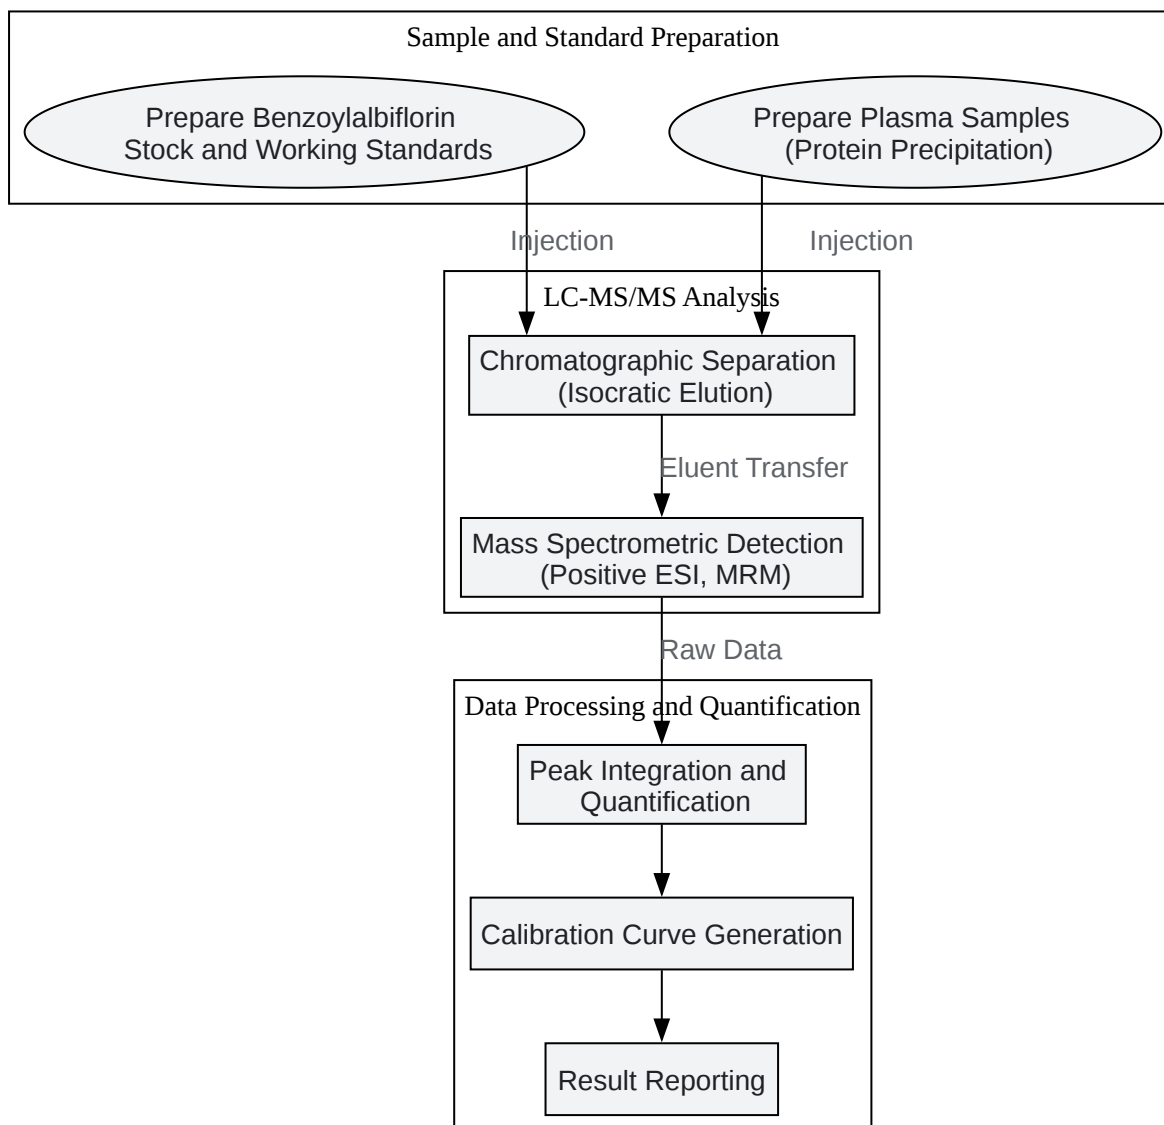 Sample and Standard Preparation
Prepare Benzoylalbiflorin
Stock and Working Standards
Prepare Plasma Samples
(Protein Precipitation)
Injection
Injection
LC-MS/MS Analysis
Chromatographic Separation
(Isocratic Elution)
Eluent Transfer
Mass Spectrometric Detection
(Positive ESI, MRM)
Raw Data
Data Processing and Quantification
Peak Integration and
Quantification
Calibration Curve Generation
Result Reporting